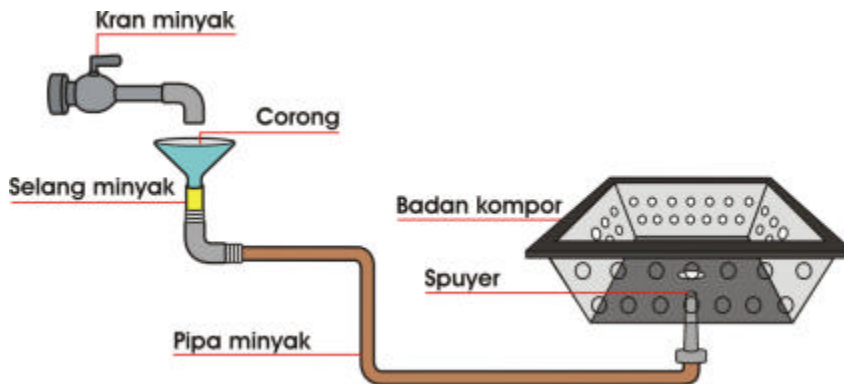 Kran minyak
Corong
Selang minyak
Badan kompor
Spuyer
Pipa minyak